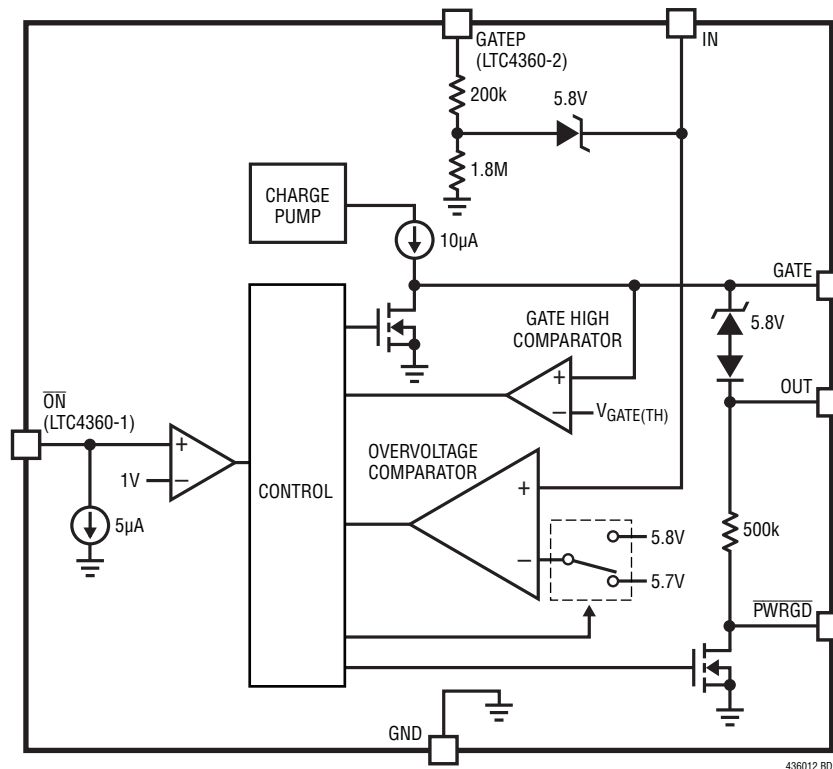 GATEP
(LTC4360-2)
IN
200k
5.8V
1.8M
CHARGE
PUMP
10µA
GATE
GATE HIGH
COMPARATOR
5.8V
+
–
VGATE(TH)
OUT
ON
(LTC4360-1)
+
1V
–
5µA
CONTROL
OVERVOLTAGE
COMPARATOR
+
–
5.8V
5.7V
500k
PWRGD
GND
436012 BD